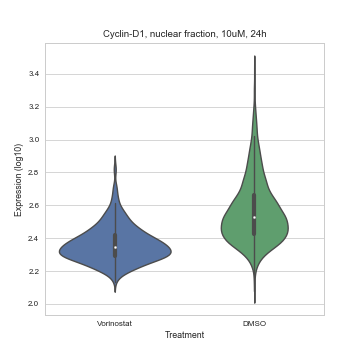 Cyclin-D1, nuclear fraction, 10uM, 24h
Expression (log10)
3.4
3.2
3.0
2.8
2.6
2.4
2.2
2.0
Vorinostat
DMSO
Treatment